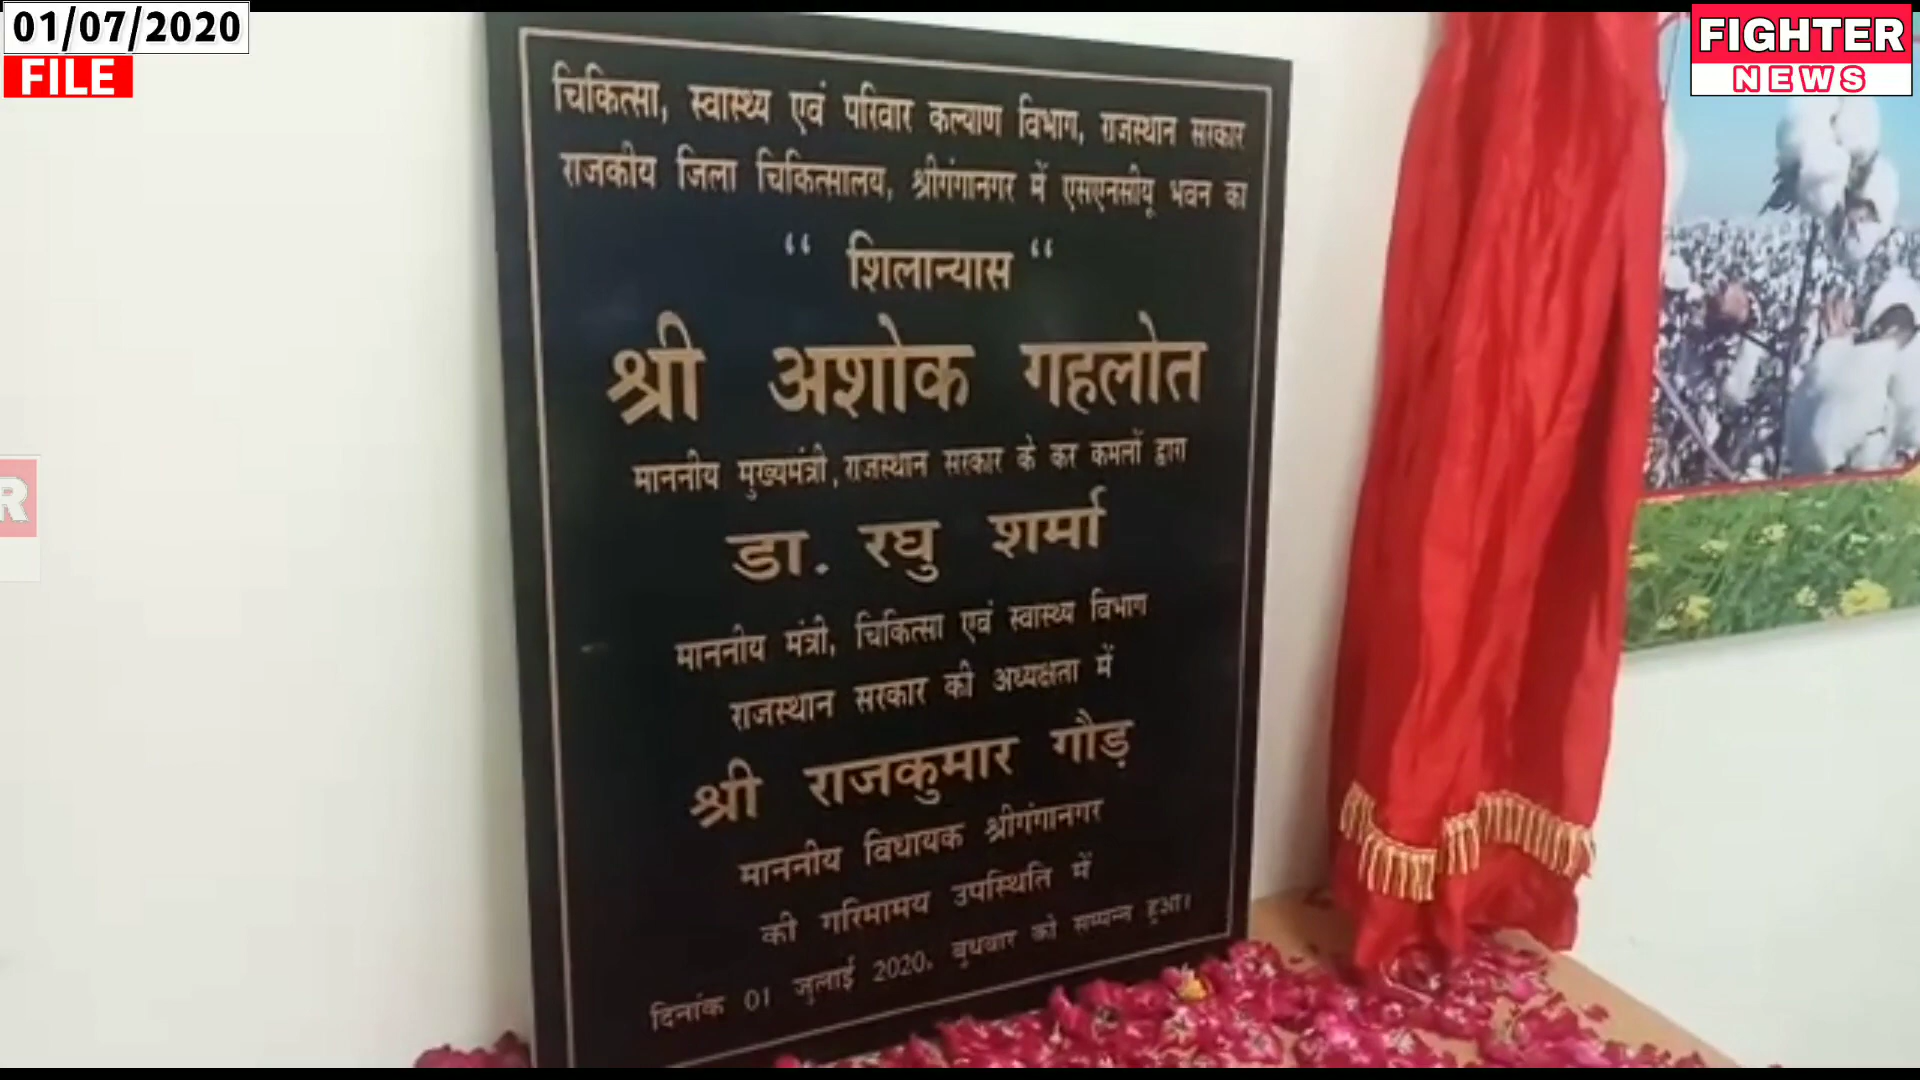 01/07/2020
FILE
FIGHTER
NEWS
चिकित्सा, स्वास्थ्य एवं परिवार कल्याण विभाग, राजस्थान सरकार
राजकीय जिला चिकित्सालय, श्रीगंगानगर में एसएनसीयू भवन का
“ शिलान्यास “
श्री अशोक गहलोत
माननीय मुख्यमंत्री, राजस्थान सरकार के कर कमलों द्वारा
डा. रघु शर्मा
माननीय मंत्री, चिकित्सा एवं स्वास्थ्य विभाग
राजस्थान सरकार की अध्यक्षता में
श्री राजकुमार गौड़
माननीय विधायक श्रीगंगानगर
की गरिमामय उपस्थिति में
दिनांक 01 जुलाई 2020, बुधवार को सम्पन्न हुआ।
R